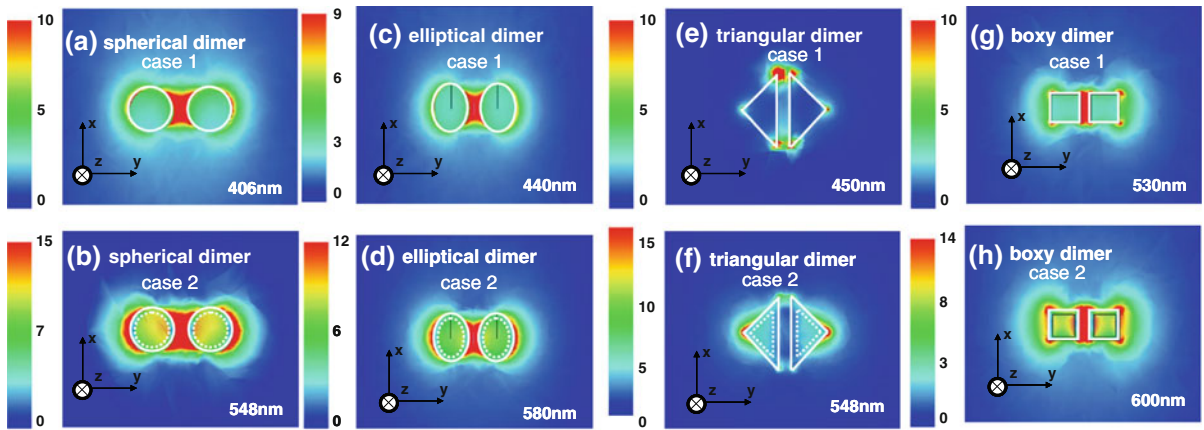 10
5
0
(a) spherical dimer
case 1
x
z
y
406nm
9
6
3
0
(c) elliptical dimer
case 1
x
z
y
440nm
10
5
0
(e) triangular dimer
case 1
x
z
y
450nm
10
5
0
(g) boxy dimer
case 1
x
z
y
530nm
15
7
0
(b) spherical dimer
case 2
x
z
y
548nm
12
6
0
(d) elliptical dimer
case 2
x
z
y
580nm
15
10
5
0
(f) triangular dimer
case 2
x
z
y
548nm
14
8
3
0
(h) boxy dimer
case 2
x
z
y
600nm